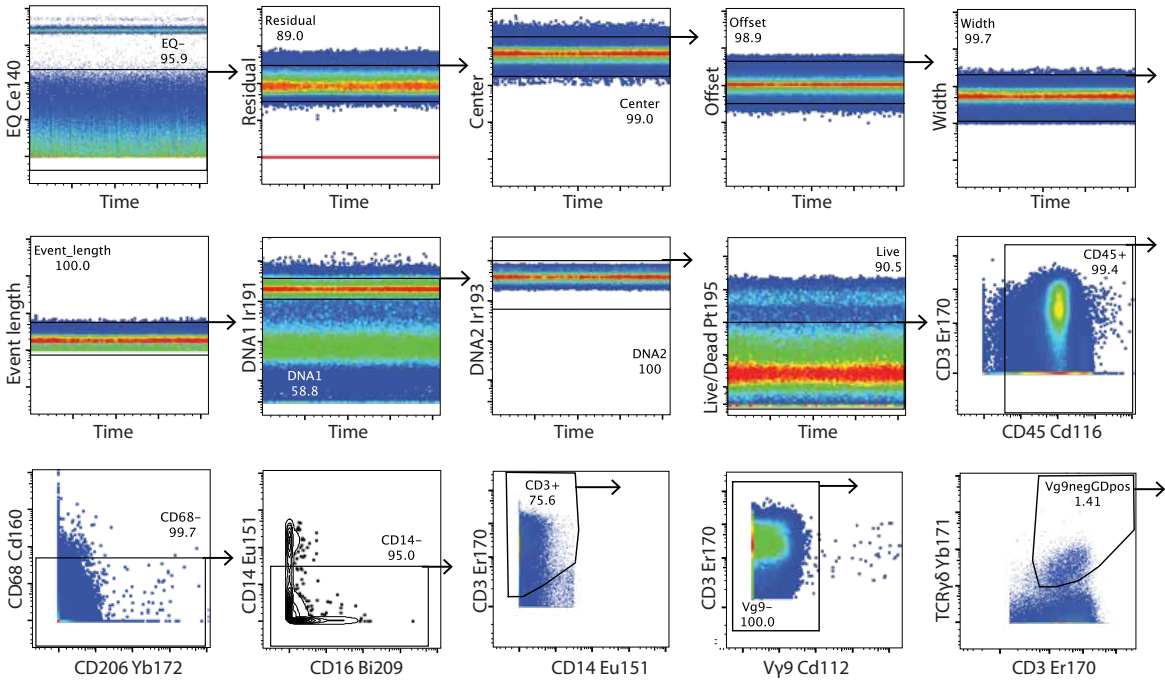 EQ Ce140
EQ-
95.9
Time
Residual
Residual
89.0
Time
Center
Center
99.0
Time
Offset
Offset
98.9
Time
Width
Width
99.7
Time
Event length
Event_length
100.0
Time
DNA1 Ir191
DNA1
58.8
Time
DNA2 Ir193
DNA2
100
Time
Live/Dead Pt195
Live
90.5
Time
CD3 Er170
CD45+
99.4
CD45 Cd116
CD68 Cd160
CD68-
99.7
CD206 Yb172
CD14 Eu151
CD14-
95.0
CD16 Bi209
CD3 Er170
CD3+
75.6
CD14 Eu151
CD3 Er170
Vg9-
100.0
Vγ9 Cd112
TCRγδ Yb171
Vg9negGDpos
1.41
CD3 Er170